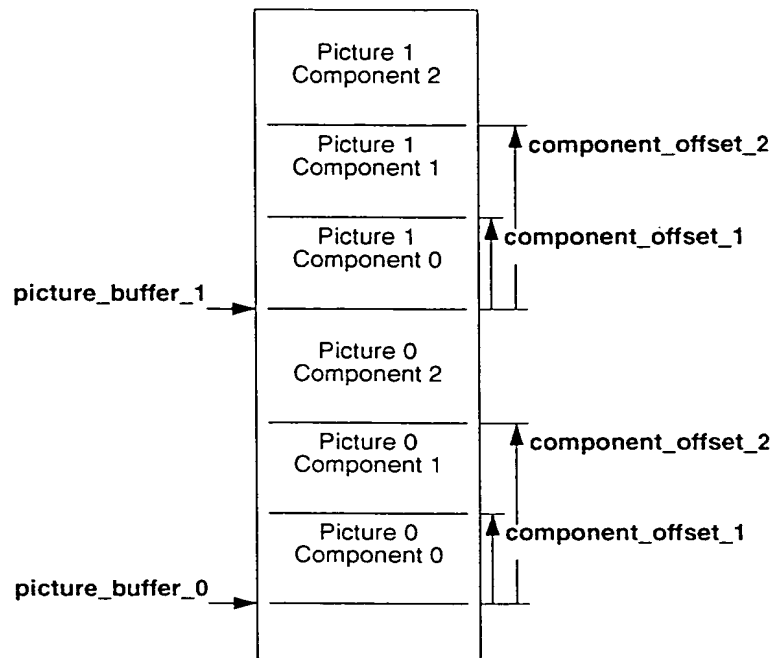 Picture 1
Component 2
component_offset_2
Picture 1
Component 1
component_offset_1
Picture 1
Component 0
picture_buffer_1
Picture 0
Component 2
component_offset_2
Picture 0
Component 1
component_offset_1
Picture 0
Component 0
picture_buffer_0